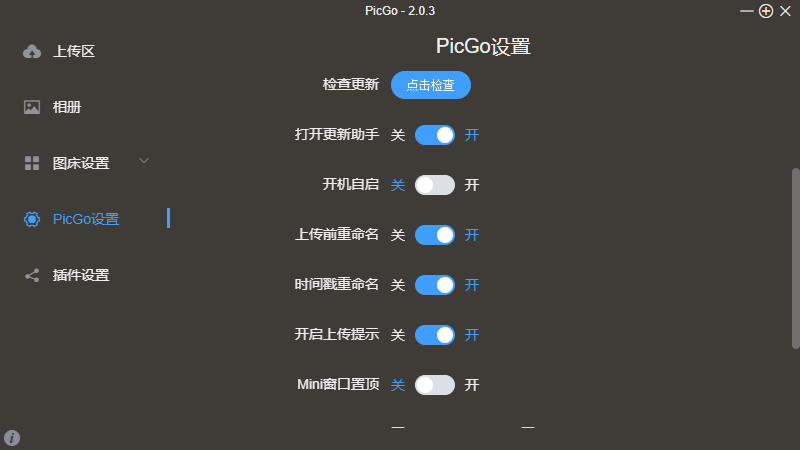 PicGo - 2.0.3
上传区
相册
图床设置
PicGo设置
插件设置
PicGo设置
检查更新 点击检查
打开更新助手 关 开
开机自启 关 开
上传前重命名 关 开
时间戳重命名 关 开
开启上传提示 关 开
Mini窗口置顶 关 开